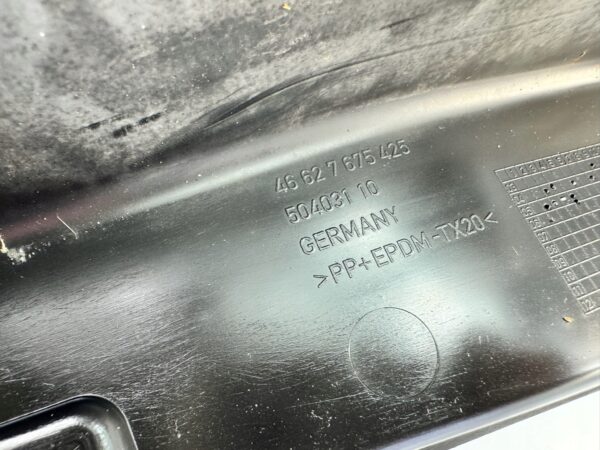 46 62 7 675 425
504031 10
GERMANY
>PP+EPDM-TX20<